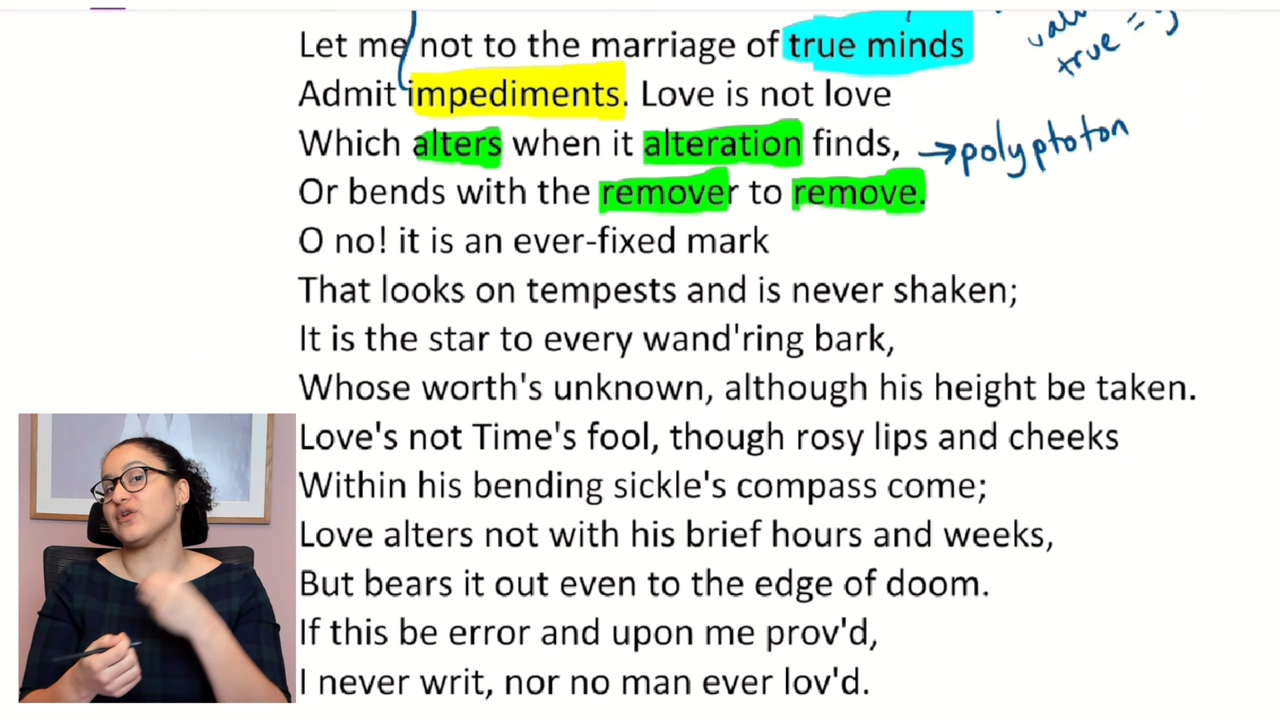 true =
Let me not to the marriage of true minds
Admit impediments. Love is not love
Which alters when it alteration finds, →polyptoton
Or bends with the remover to remove.
O no! it is an ever-fixed mark
That looks on tempests and is never shaken;
It is the star to every wand'ring bark,
Whose worth's unknown, although his height be taken.
Love's not Time's fool, though rosy lips and cheeks
Within his bending sickle's compass come;
Love alters not with his brief hours and weeks,
But bears it out even to the edge of doom.
If this be error and upon me prov'd,
I never writ, nor no man ever lov'd.